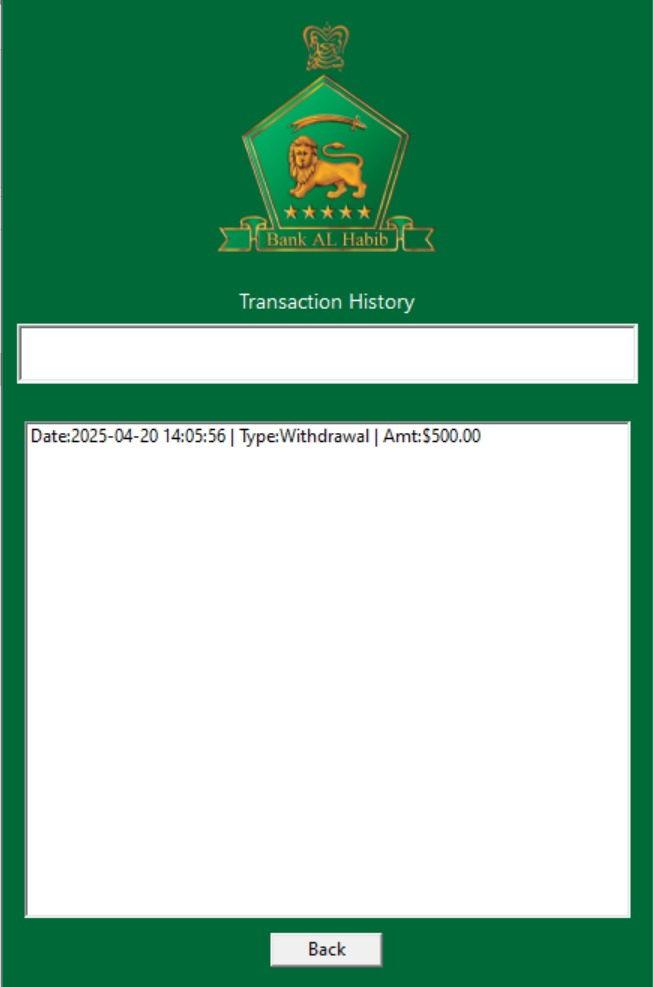 Bank AL Habib
Transaction History
Date:2025-04-20 14:05:56 | Type:Withdrawal | Amt:$500.00
Back